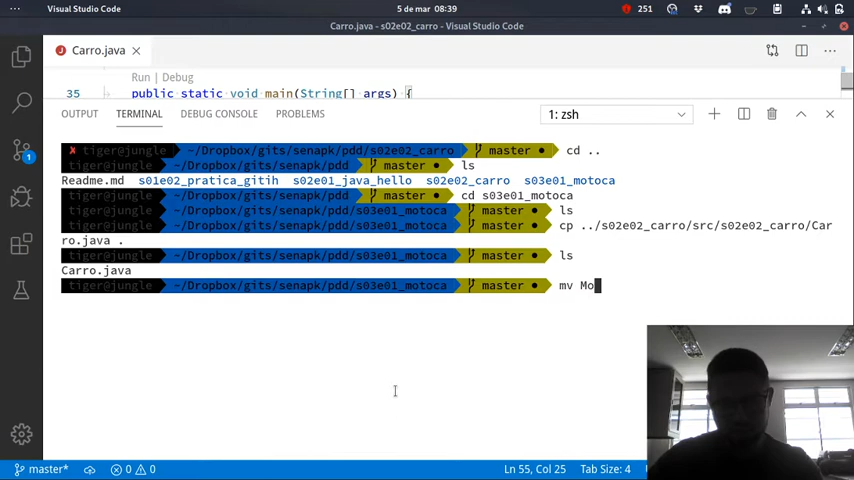 Visual Studio Code 5 de mar 08:39 251
Carro.java - s02e02_carro - Visual Studio Code
Carro.java
Run | Debug
35 public static void main(String[] args) {
OUTPUT TERMINAL DEBUG CONSOLE PROBLEMS 1: zsh
✗ tiger@jungle ~/Dropbox/gits/senapk/pdd/s02e02_carro master ● cd ..
tiger@jungle ~/Dropbox/gits/senapk/pdd master ● ls
Readme.md s01e02_pratica_gitih s02e01_java_hello s02e02_carro s03e01_motoca
tiger@jungle ~/Dropbox/gits/senapk/pdd master ● cd s03e01_motoca
tiger@jungle ~/Dropbox/gits/senapk/pdd/s03e01_motoca master ● ls
tiger@jungle ~/Dropbox/gits/senapk/pdd/s03e01_motoca master ● cp ../s02e02_carro/src/s02e02_carro/Car
ro.java .
tiger@jungle ~/Dropbox/gits/senapk/pdd/s03e01_motoca master ● ls
Carro.java
tiger@jungle ~/Dropbox/gits/senapk/pdd/s03e01_motoca master ● mv Mo
1
master* 0 0 Ln 55, Col 25 Tab Size: 4